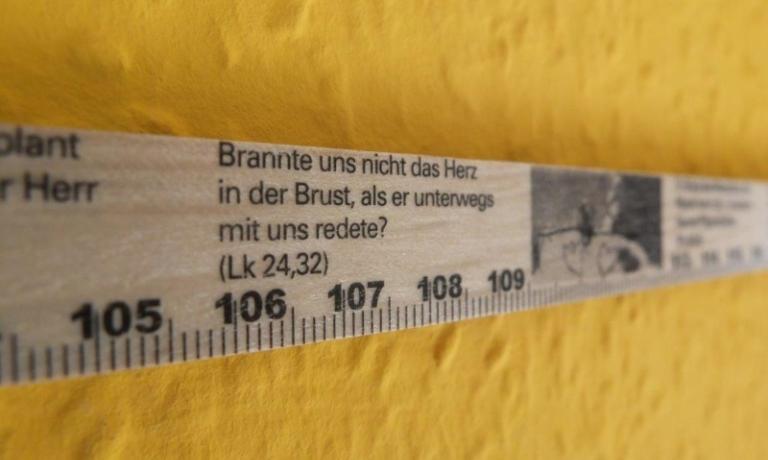 plant
r Herr
Brannte uns nicht das Herz
in der Brust, als er unterwegs
mit uns redete?
(Lk 24,32)
105 106 107 108 109